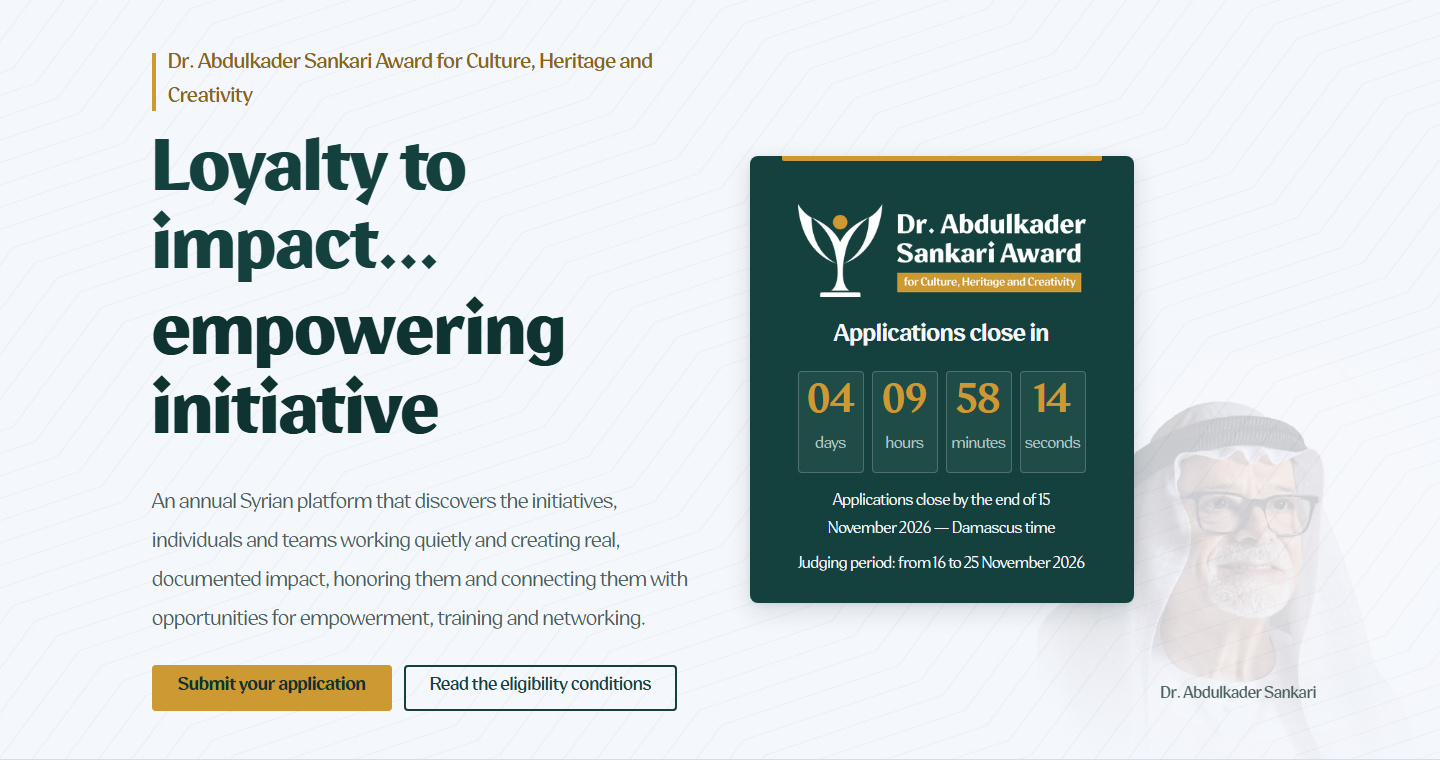 Dr. Abdulkader Sankari Award for Culture, Heritage and
Creativity
Loyalty to
impact...
empowering
initiative
An annual Syrian platform that discovers the initiatives,
individuals and teams working quietly and creating real,
documented impact, honoring them and connecting them with
opportunities for empowerment, training and networking.
Submit your application
Read the eligibility conditions
Dr. Abdulkader
Sankari Award
for Culture, Heritage and Creativity
Applications close in
04 09 58 14
days hours minutes seconds
Applications close by the end of 15
November 2026 — Damascus time
Judging period: from 16 to 25 November 2026
Dr. Abdulkader Sankari